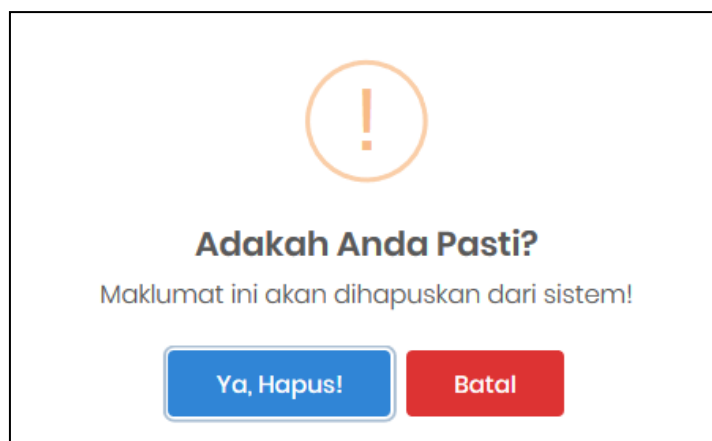 !
Adakah Anda Pasti?
Maklumat ini akan dihapuskan dari sistem!
Ya, Hapus! Batal